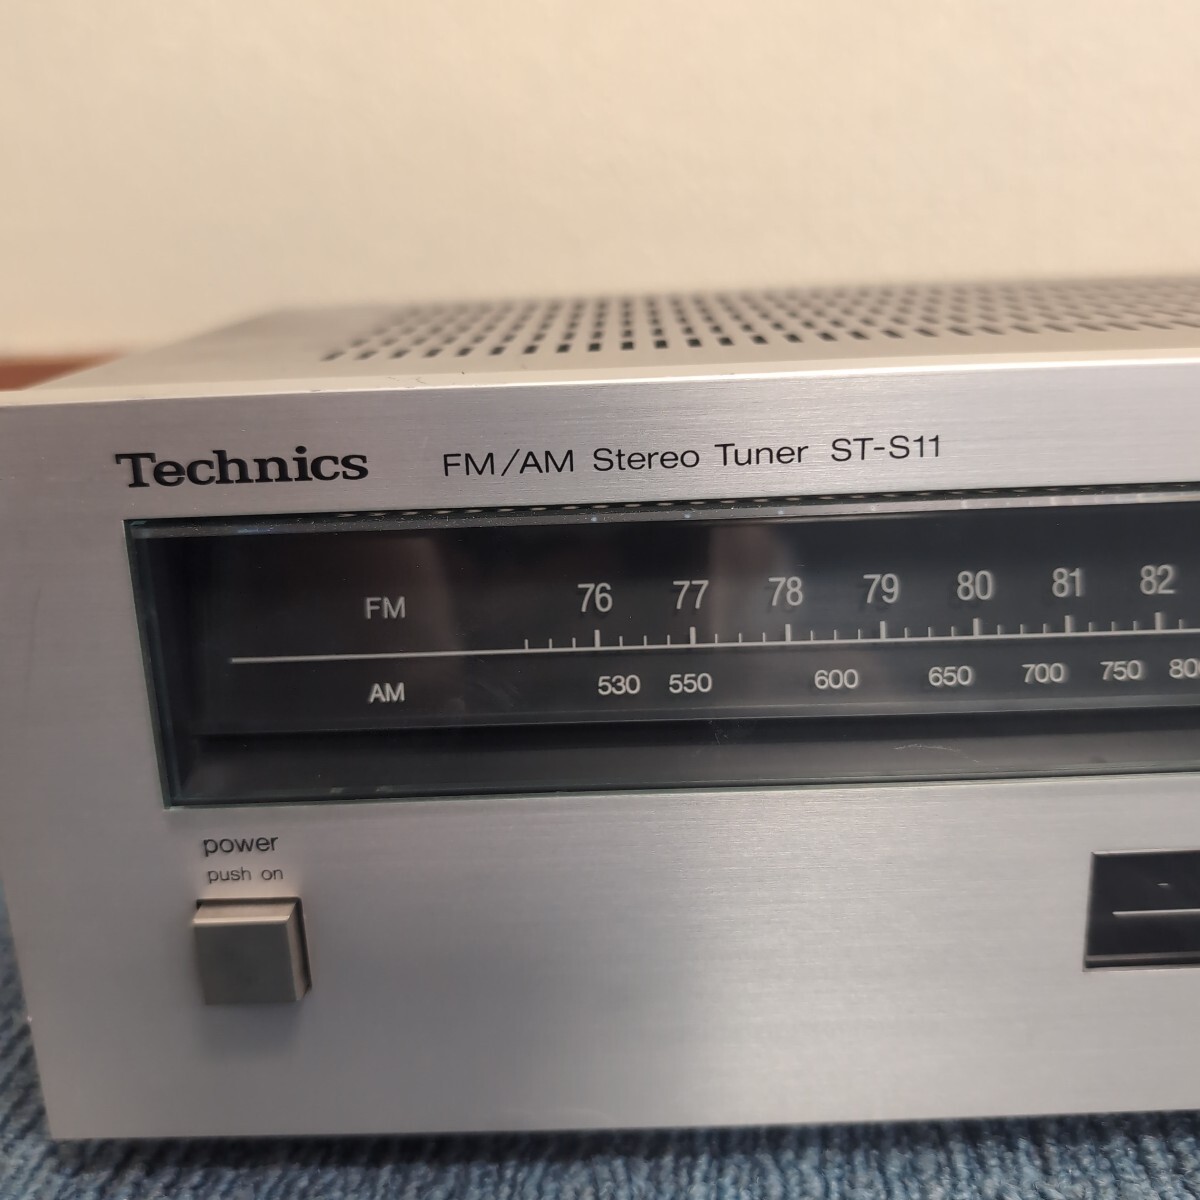 Technics FM/AM Stereo Tuner ST-S11
FM 76 77 78 79 80 81 82
AM 530 550 600 650 700 750
power
push on